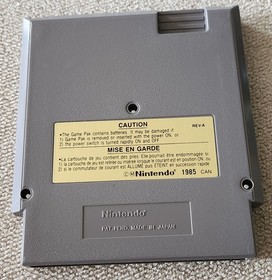 CAUTION
REV-A
•The Game Pak contains batteries. It may be damaged if
1) Game Pak is removed or inserted with the power ON, or
2) the power switch is turned rapidly ON and OFF.
MISE EN GARDE
•La cartouche de jeu contient des piles. Elle pourrait être endommagée si
1) la cartouche de jeu est retirée ou insérée lorsque le courant est en position ON, ou
2) si le commutateur de courant est ALLUMÉ puis ÉTEINT en succession rapide
©Ⓜ Nintendo 1985 CAN
Nintendo
PAT. PEND. MADE IN JAPAN